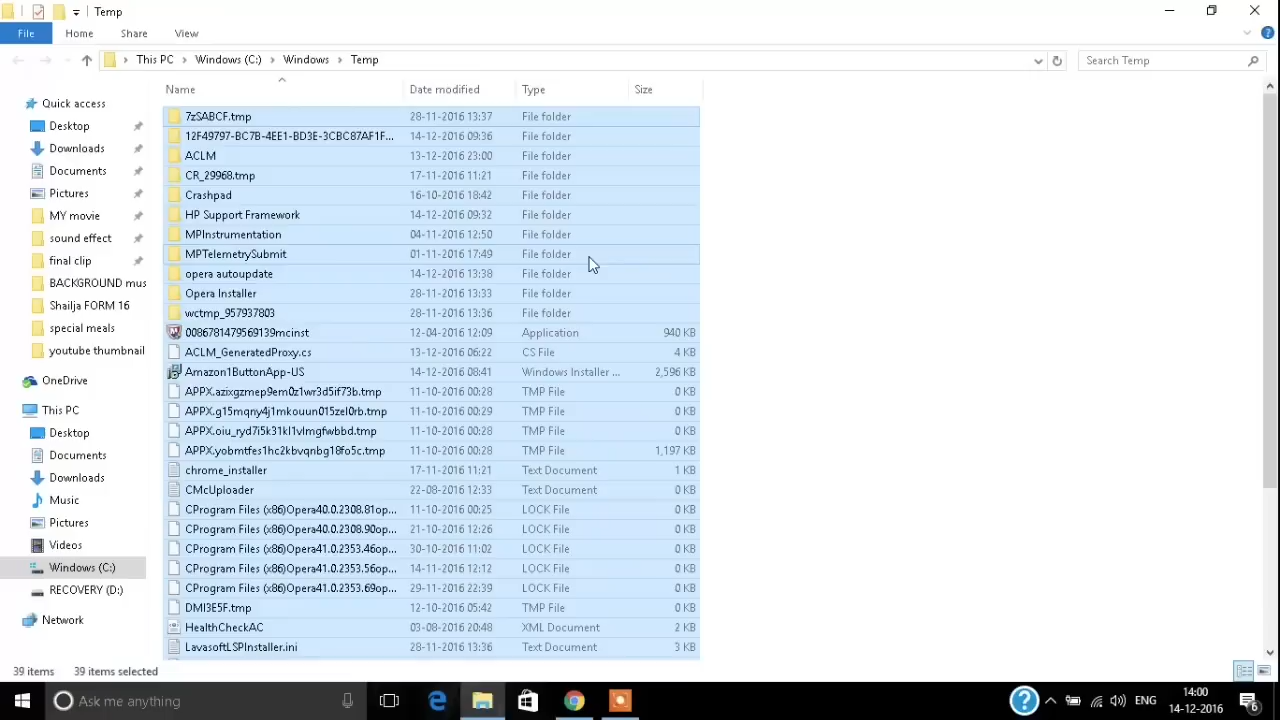 Temp
File Home Share View
This PC Windows (C:) Windows Temp Search Temp
Name Date modified Type Size
Quick access
Desktop
Downloads
Documents
Pictures
MY movie
sound effect
final clip
BACKGROUND mus
Shailja FORM 16
special meals
youtube thumbnail
OneDrive
This PC
Desktop
Documents
Downloads
Music
Pictures
Videos
Windows (C:)
RECOVERY (D:)
Network
7zSABCF.tmp 28-11-2016 13:37 File folder
12F49797-BC7B-4EE1-BD3E-3CBC87AF1F... 14-12-2016 09:36 File folder
ACLM 13-12-2016 23:00 File folder
CR_29968.tmp 17-11-2016 11:21 File folder
Crashpad 16-10-2016 18:42 File folder
HP Support Framework 14-12-2016 09:32 File folder
MPInstrumentation 04-11-2016 12:50 File folder
MPTelemetrySubmit 01-11-2016 17:49 File folder
opera autoupdate 14-12-2016 13:38 File folder
Opera Installer 28-11-2016 13:33 File folder
wctmp_957937803 28-11-2016 13:36 File folder
0086781479569139mcinst 12-04-2016 12:09 Application 940 KB
ACLM_GeneratedProxy.cs 13-12-2016 06:22 CS File 4 KB
Amazon1ButtonApp-US 14-12-2016 08:41 Windows Installer ... 2,596 KB
APPX.azixgzmep9em0z1wr3d5if73b.tmp 11-10-2016 00:28 TMP File 0 KB
APPX.g15mqny4j1mkouun015zel0rb.tmp 11-10-2016 00:29 TMP File 0 KB
APPX.oiu_ryd7i5k31kl1vlmgfwbbd.tmp 11-10-2016 00:28 TMP File 0 KB
APPX.yobmtfes1hc2kbvqnbg18fo5c.tmp 11-10-2016 00:28 TMP File 1,197 KB
chrome_installer 17-11-2016 11:21 Text Document 1 KB
CMcUploader 22-08-2016 12:33 Text Document 0 KB
CProgram Files (x86)Opera40.0.2308.81op... 11-10-2016 00:25 LOCK File 0 KB
CProgram Files (x86)Opera40.0.2308.90op... 21-10-2016 12:26 LOCK File 0 KB
CProgram Files (x86)Opera41.0.2353.46op... 30-10-2016 11:02 LOCK File 0 KB
CProgram Files (x86)Opera41.0.2353.56op... 14-11-2016 12:12 LOCK File 0 KB
CProgram Files (x86)Opera41.0.2353.69op... 29-11-2016 22:39 LOCK File 0 KB
DMI3E5F.tmp 12-10-2016 05:42 TMP File 0 KB
HealthCheckAC 03-08-2016 20:48 XML Document 2 KB
LavasoftLSPInstaller.ini 28-11-2016 13:36 Text Document 3 KB
39 items 39 items selected
Ask me anything
ENG
14:00
14-12-2016
6